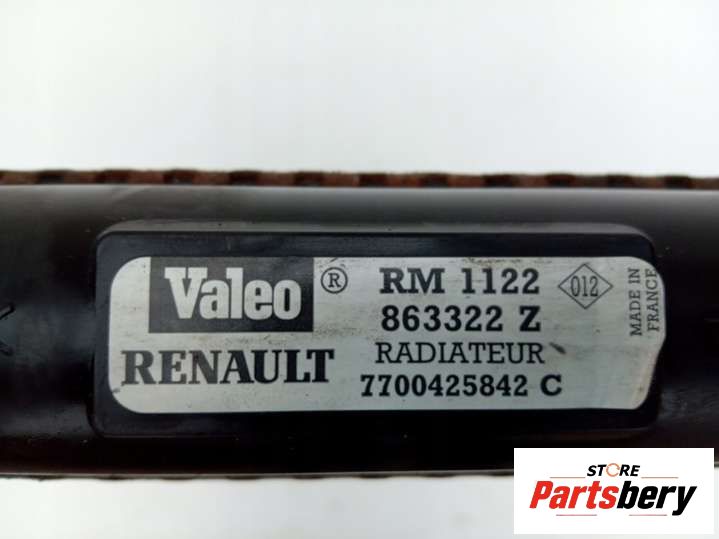 Valeo ® RM 1122 012
863322 Z
RENAULT RADIATEUR
7700425842 C
MADE IN
FRANCE
STORE
Partsbery